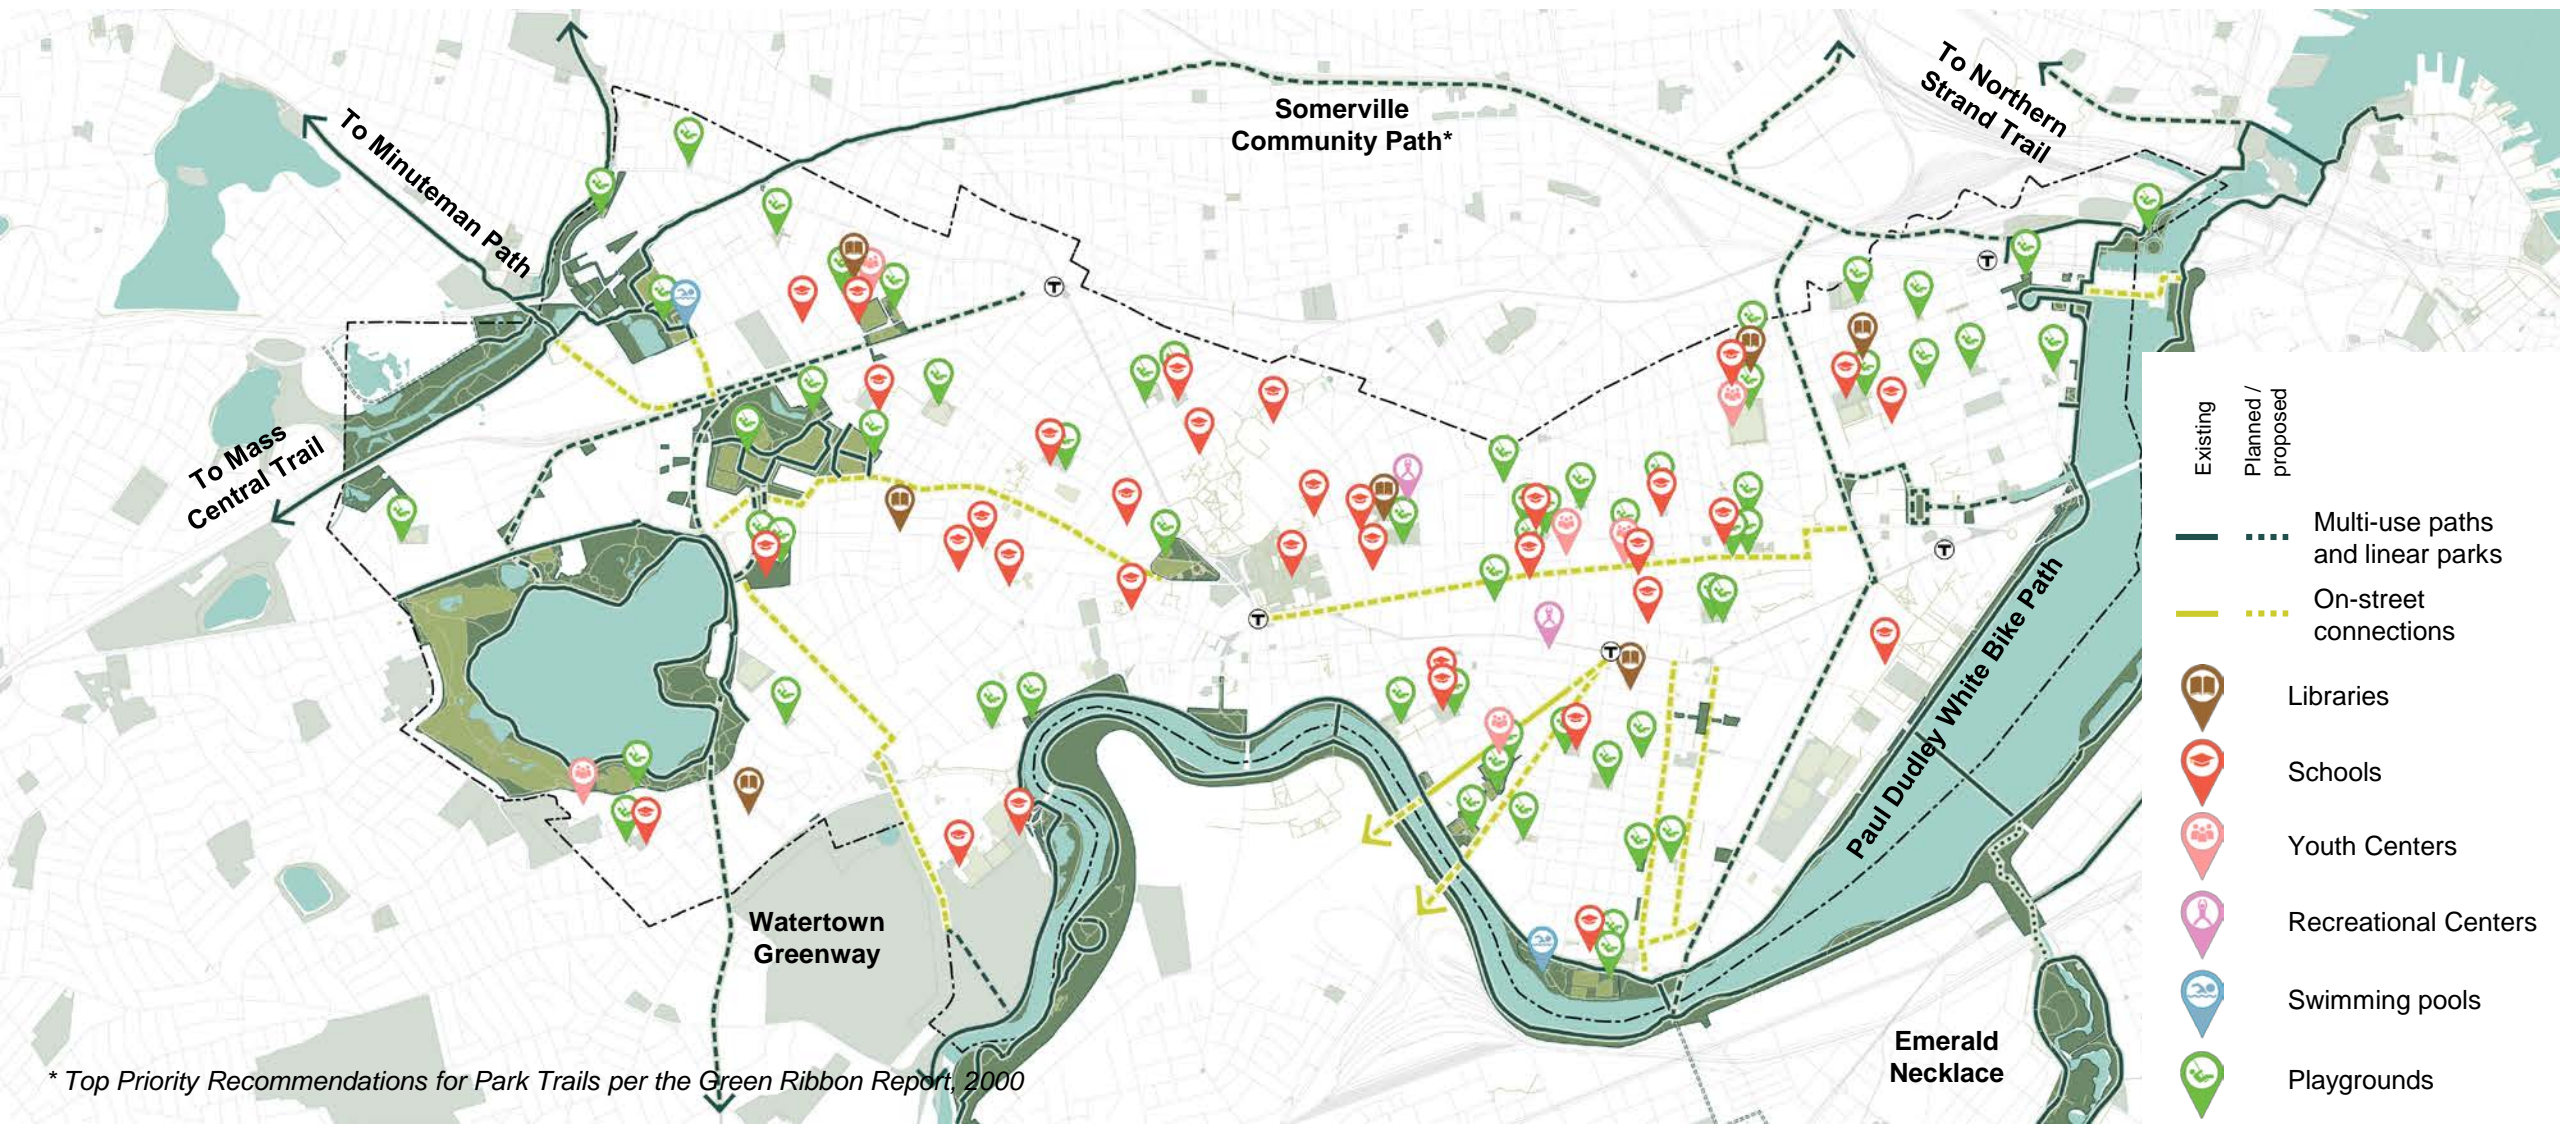 To Minuteman Path
Somerville
Community Path*
To Northern
Strand Trail
To Mass
Central Trail
Paul Dudley White Bike Path
Watertown
Greenway
Emerald
Necklace
T
T
T
T
T
Existing
Planned /
proposed
Multi-use paths
and linear parks
On-street
connections
Libraries
Schools
Youth Centers
Recreational Centers
Swimming pools
Playgrounds
* Top Priority Recommendations for Park Trails per the Green Ribbon Report, 2000